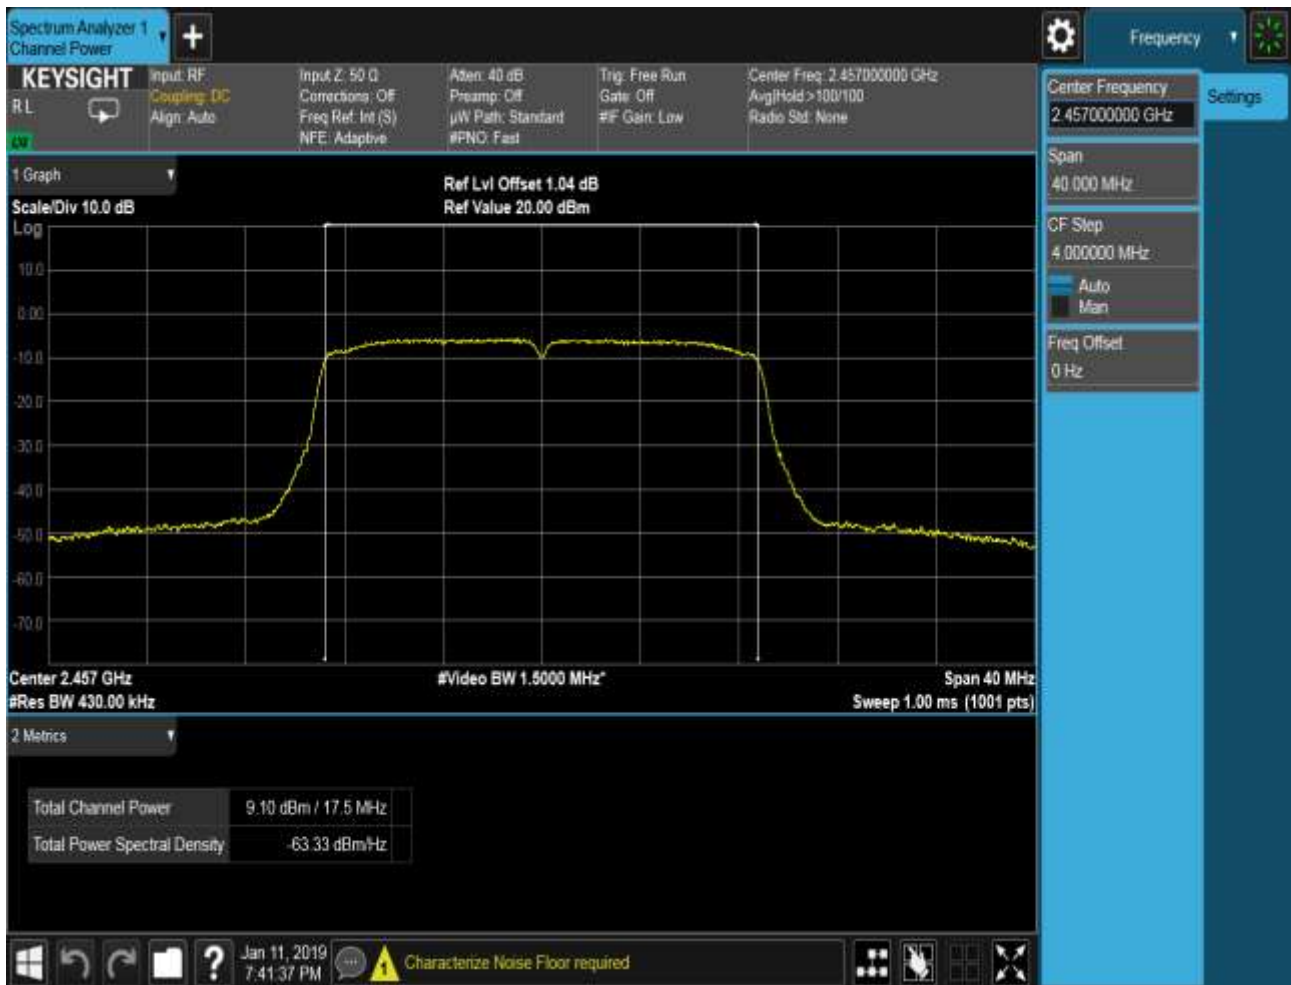 Spectrum Analyzer 1
Channel Power
Frequency
KEYSIGHT
R L
Input: RF
Coupling: DC
Align: Auto
Input Z: 50 Ω
Corrections: Off
Freq Ref: Int (S)
NFE: Adaptive
Atten: 40 dB
Preamp: Off
µW Path: Standard
#PNO: Fast
Trig: Free Run
Gate: Off
#IF Gain: Low
Center Freq: 2.457000000 GHz
Avg|Hold >100/100
Radio Std: None
Center Frequency
2.457000000 GHz
Settings
Span
40.000 MHz
CF Step
4.000000 MHz
Auto
Man
Freq Offset
0 Hz
1 Graph
Scale/Div 10.0 dB
Ref Lvl Offset 1.04 dB
Ref Value 20.00 dBm
Log
10.0
0.00
-10.0
-20.0
-30.0
-40.0
-50.0
-60.0
-70.0
Center 2.457 GHz
#Video BW 1.5000 MHz*
Span 40 MHz
#Res BW 430.00 kHz
Sweep 1.00 ms (1001 pts)
2 Metrics
Total Channel Power
9.10 dBm / 17.5 MHz
Total Power Spectral Density
-63.33 dBm/Hz
Jan 11, 2019
7:41:37 PM
1
Characterize Noise Floor required